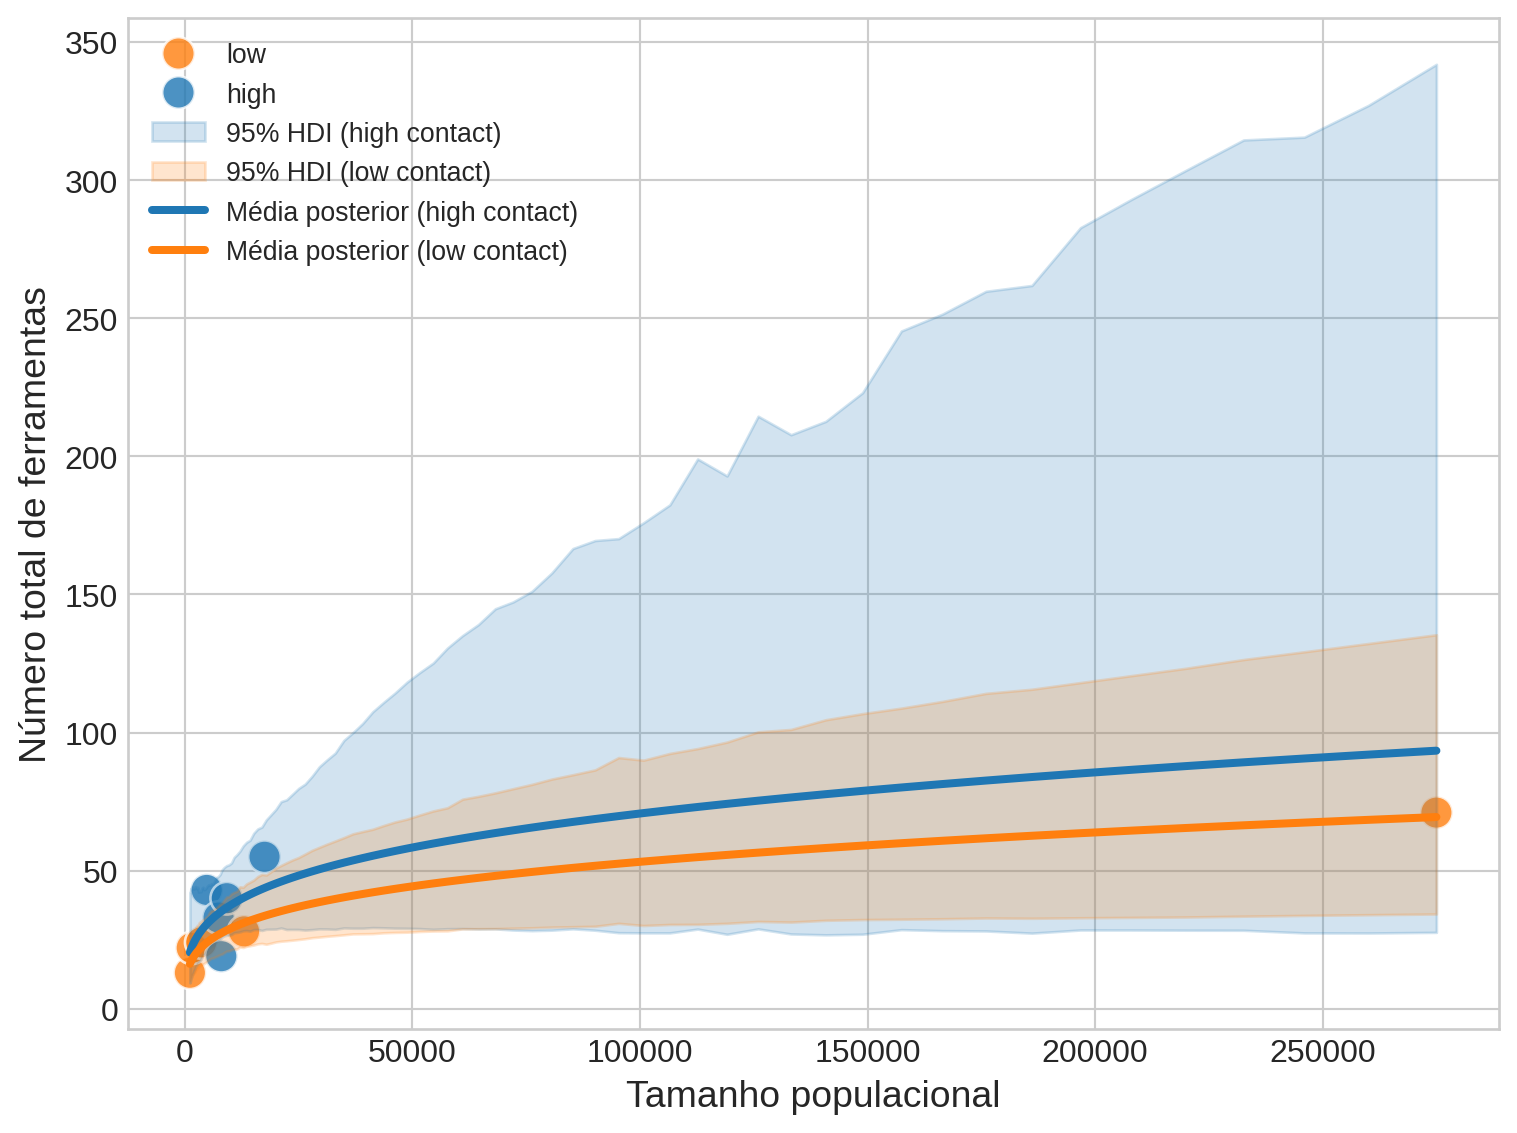 350
300
250
200
150
100
50
0
low
high
95% HDI (high contact)
95% HDI (low contact)
Média posterior (high contact)
Média posterior (low contact)
Número total de ferramentas
0 50000 100000 150000 200000 250000
Tamanho populacional